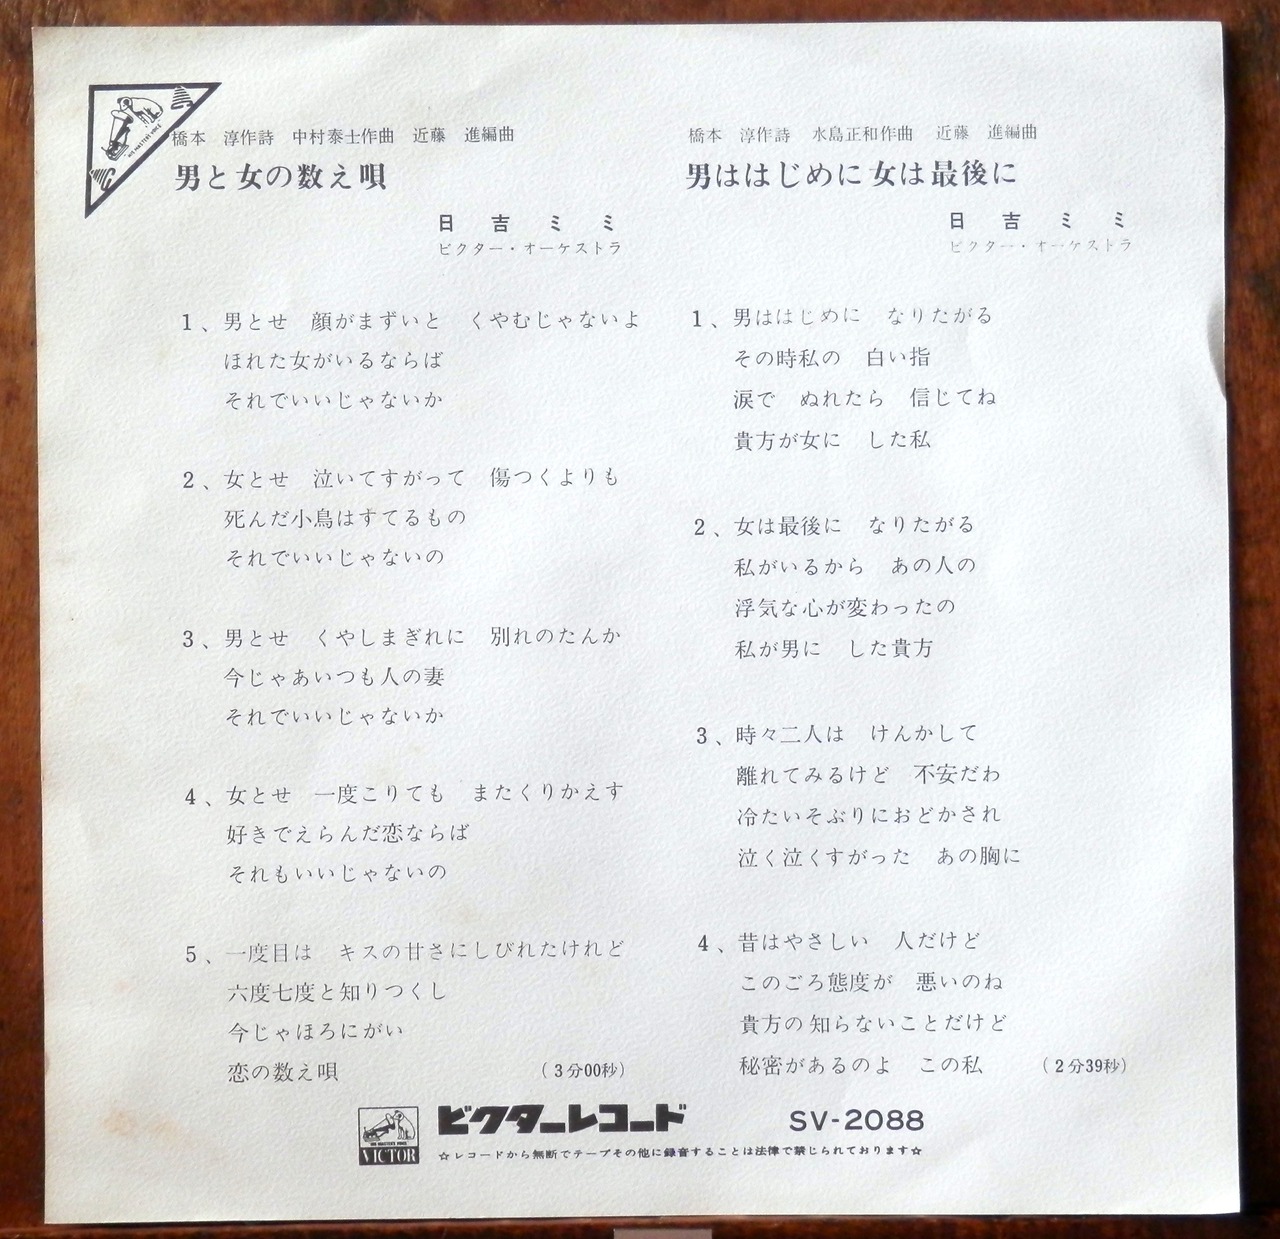 橋本　淳作詩　中村泰士作曲　近藤　進編曲
男と女の数え唄
日吉ミミ
ビクター・オーケストラ
1、男とせ　顔がまずいと　くやむじゃないよ
ほれた女がいるならば
それでいいじゃないか
2、女とせ　泣いてすがって　傷つくよりも
死んだ小鳥はすてるもの
それでいいじゃないの
3、男とせ　くやしまぎれに　別れのたんか
今じゃあいつも人の妻
それでいいじゃないか
4、女とせ　一度こりても　またくりかえす
好きでえらんだ恋ならば
それもいいじゃないの
5、一度目は　キスの甘さにしびれたけれど
六度七度と知りつくし
今じゃほろにがい
恋の数え唄
（3分00秒）
橋本　淳作詩　水島正和作曲　近藤　進編曲
男ははじめに女は最後に
日吉ミミ
ビクター・オーケストラ
1、男ははじめに　なりたがる
その時私の　白い指
涙で　ぬれたら　信じてね
貴方が女に　した私
2、女は最後に　なりたがる
私がいるから　あの人の
浮気な心が変わったの
私が男に　した貴方
3、時々二人は　けんかして
離れてみるけど　不安だわ
冷たいそぶりにおどかされ
泣く泣くすがった　あの胸に
4、昔はやさしい　人だけど
このごろ態度が　悪いのね
貴方の知らないことだけど
秘密があるのよ　この私
（2分39秒）
"HIS MASTER'S VOICE"
VICTOR
ビクターレコード
SV-2088
☆レコードから無断でテープその他に録音することは法律で禁じられております☆